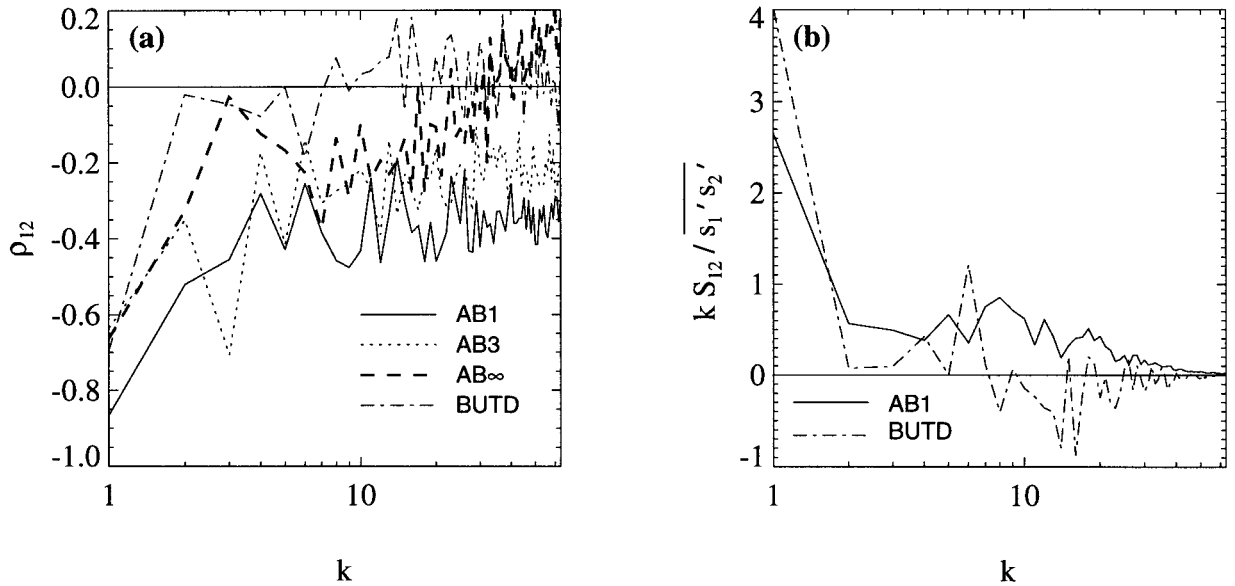 (a)
0.2
0.0
-0.2
-0.4
-0.6
-0.8
-1.0
ρ12
AB1
AB3
AB∞
BUTD
1
10
k
(b)
4
3
2
1
0
-1
k S12 / s1′ s2′
AB1
BUTD
1
10
k